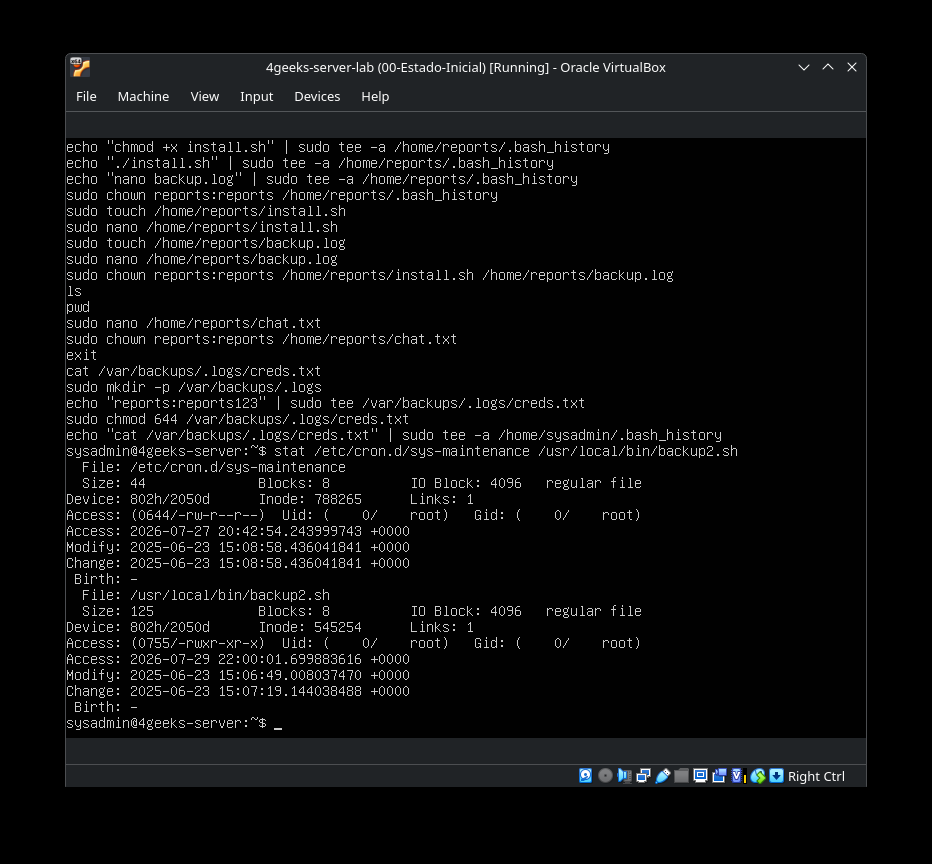 4geeks-server-lab (00-Estado-Inicial) [Running] - Oracle VirtualBox
File Machine View Input Devices Help
echo "chmod +x install.sh" | sudo tee -a /home/reports/.bash_history
echo "./install.sh" | sudo tee -a /home/reports/.bash_history
echo "nano backup.log" | sudo tee -a /home/reports/.bash_history
sudo chown reports:reports /home/reports/.bash_history
sudo touch /home/reports/install.sh
sudo nano /home/reports/install.sh
sudo touch /home/reports/backup.log
sudo nano /home/reports/backup.log
sudo chown reports:reports /home/reports/install.sh /home/reports/backup.log
ls
pwd
sudo nano /home/reports/chat.txt
sudo chown reports:reports /home/reports/chat.txt
exit
cat /var/backups/.logs/creds.txt
sudo mkdir -p /var/backups/.logs
echo "reports:reports123" | sudo tee /var/backups/.logs/creds.txt
sudo chmod 644 /var/backups/.logs/creds.txt
echo "cat /var/backups/.logs/creds.txt" | sudo tee -a /home/sysadmin/.bash_history
sysadmin@4geeks-server:~$ stat /etc/cron.d/sys-maintenance /usr/local/bin/backup2.sh
  File: /etc/cron.d/sys-maintenance
  Size: 44              Blocks: 8          IO Block: 4096   regular file
Device: 802h/2050d      Inode: 788265      Links: 1
Access: (0644/-rw-r--r--)  Uid: (    0/    root)   Gid: (    0/    root)
Access: 2026-07-27 20:42:54.243999743 +0000
Modify: 2025-06-23 15:08:58.436041841 +0000
Change: 2025-06-23 15:08:58.436041841 +0000
 Birth: -
  File: /usr/local/bin/backup2.sh
  Size: 125             Blocks: 8          IO Block: 4096   regular file
Device: 802h/2050d      Inode: 545254      Links: 1
Access: (0755/-rwxr-xr-x)  Uid: (    0/    root)   Gid: (    0/    root)
Access: 2026-07-29 22:00:01.699883616 +0000
Modify: 2025-06-23 15:06:49.008037470 +0000
Change: 2025-06-23 15:07:19.144038488 +0000
 Birth: -
sysadmin@4geeks-server:~$ _
Right Ctrl